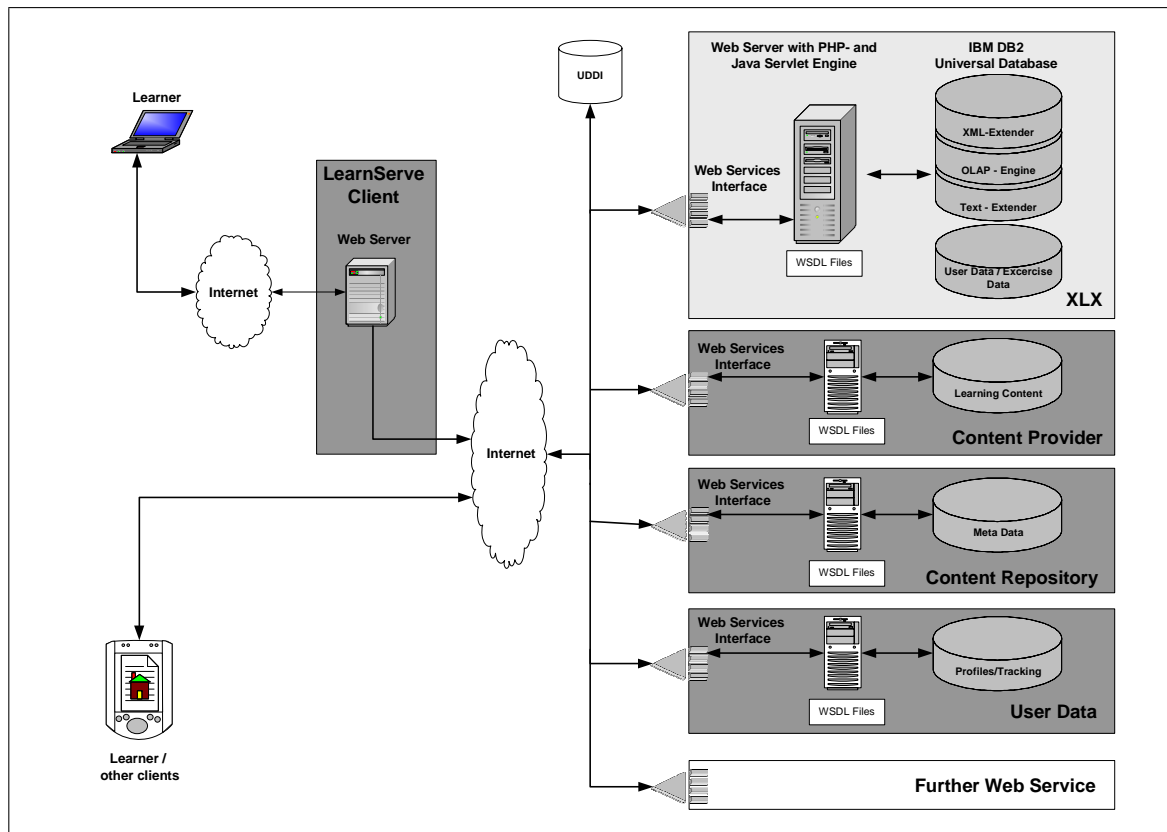 Learner
LearnServe
Client
Web Server
Internet
Internet
Learner /
other clients
UDDI
Web Server with PHP- and
Java Servlet Engine
IBM DB2
Universal Database
XML-Extender
OLAP - Engine
Text - Extender
Web Services
Interface
WSDL Files
User Data / Excercise
Data
XLX
Web Services
Interface
Learning Content
WSDL Files
Content Provider
Web Services
Interface
Meta Data
WSDL Files
Content Repository
Web Services
Interface
Profiles/Tracking
WSDL Files
User Data
Further Web Service